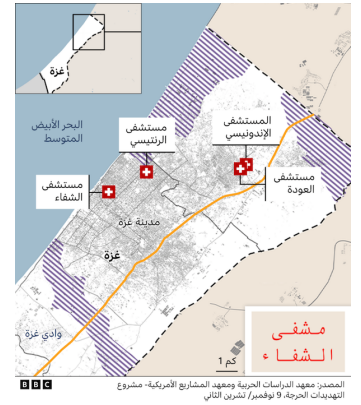 غزة
البحر الأبيض
المتوسط
مستشفى
الرنتيسي
المستشفى
الإندونيسي
مستشفى
الشفاء
مستشفى
العودة
مدينة غزة
غزة
وادي غزة
مشفى
الشفاء
1 كم
المصدر: معهد الدراسات الحربية ومعهد المشاريع الأمريكية- مشروع
التهديدات الحرجة، 9 نوفمبر/ تشرين الثاني
BBC